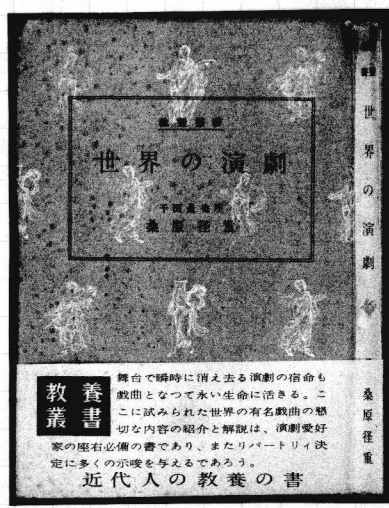 教養叢書
世界の演劇
桑原徑重
教養
叢書
舞台で瞬時に消え去る演劇の宿命も
戯曲となつて永い生命に活きる。こ
こに試みられた世界の有名戯曲の懇
切な内容の紹介と解説は、演劇愛好
家の座右必備の書であり、またリパートリィ決
定に多くの示唆を与えるであろう。
近代人の教養の書
世界の演劇
桑原徑重